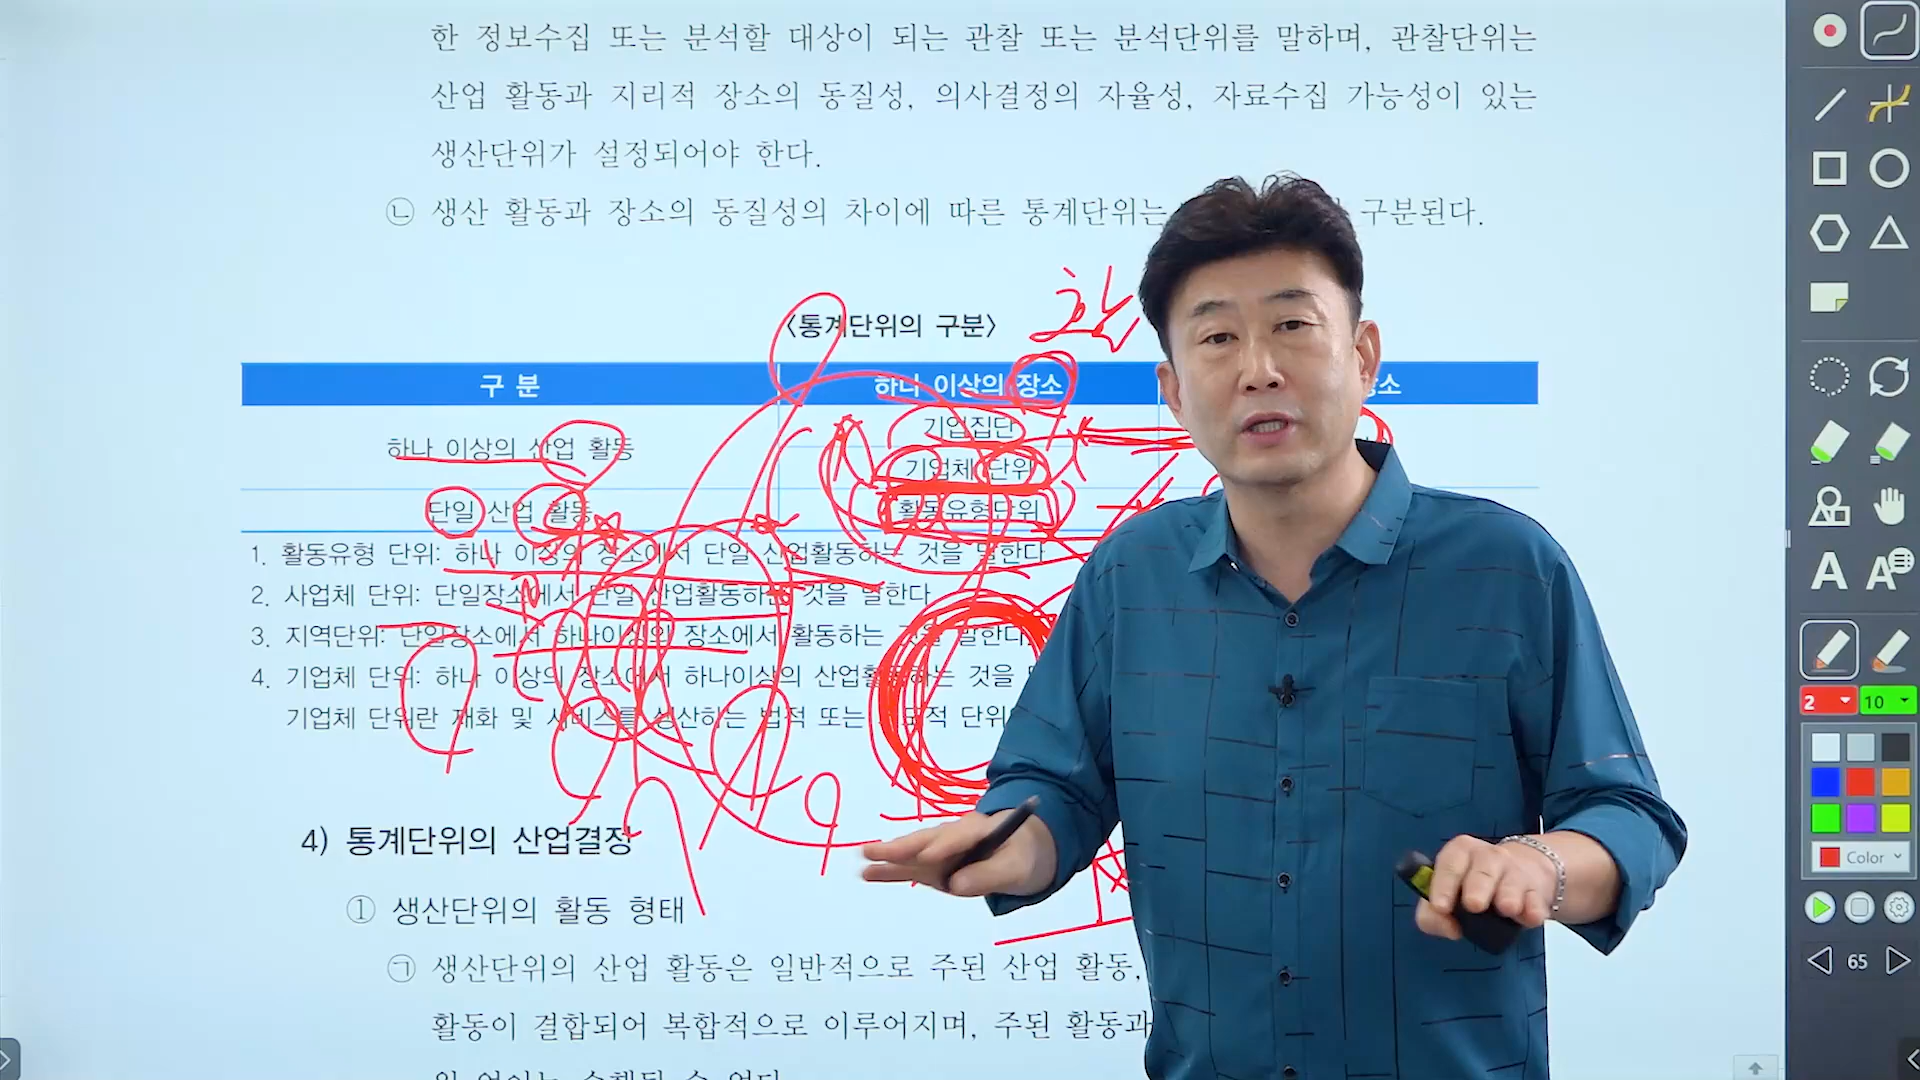 한 정보수집 또는 분석할 대상이 되는 관찰 또는 분석단위를 말하며, 관찰단위는
산업 활동과 지리적 장소의 동질성, 의사결정의 자율성, 자료수집 가능성이 있는
생산단위가 설정되어야 한다.
㉡ 생산 활동과 장소의 동질성의 차이에 따른 통계단위는 구분된다.
<통계단위의 구분>
구 분 하나 이상의 장소
하나 이상의 산업 활동 기업집단
기업체 단위
단일 산업 활동 활동유형단위
1. 활동유형 단위: 하나 이상의 장소에서 단일 산업활동하는 것을 말한다
2. 사업체 단위: 단일장소에서 단일 산업활동하는 것을 말한다
3. 지역단위: 단일장소에서 하나이상의 장소에서 활동하는 것을 말한다.
4. 기업체 단위: 하나 이상의 장소에서 하나이상의 산업활동하는 것을
기업체 단위란 재화 및 서비스를 생산하는 법적 또는 제도적 단위
4) 통계단위의 산업결정
① 생산단위의 활동 형태
㉠ 생산단위의 산업 활동은 일반적으로 주된 산업 활동,
활동이 결합되어 복합적으로 이루어지며, 주된 활동과
A A
2 10
Color
65